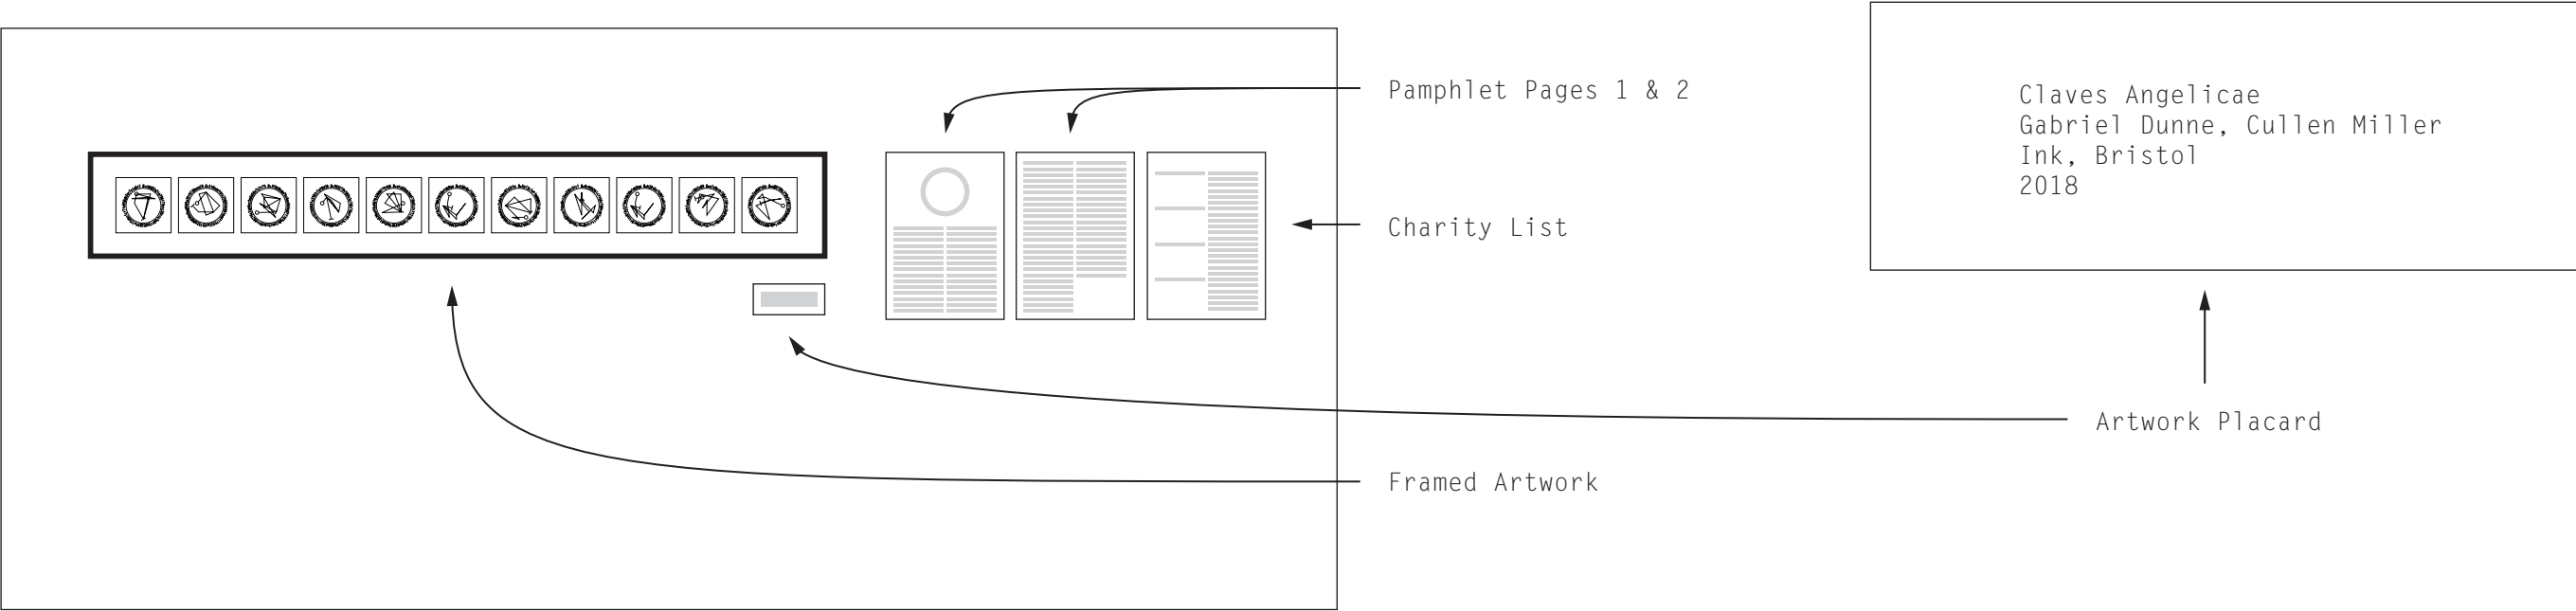 Pamphlet Pages 1 & 2
Charity List
Framed Artwork
Claves Angelicae
Gabriel Dunne, Cullen Miller
Ink, Bristol
2018
Artwork Placard